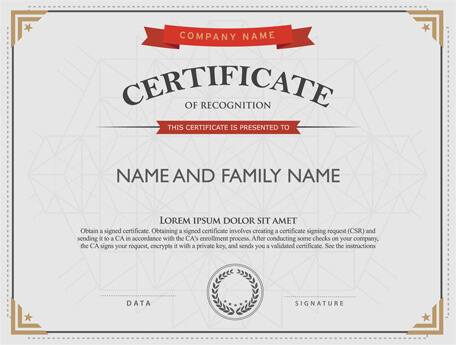 COMPANY NAME
CERTIFICATE
OF RECOGNITION
THIS CERTIFICATE IS PRESENTED TO
NAME AND FAMILY NAME
LOREM IPSUM DOLOR SIT AMET
Obtain a signed certificate. Obtaining a signed certificate involves creating a certificate signing request (CSR) and
sending it to a CA in accordance with the CA's enrollment process. After conducting some checks on your company,
the CA signs your request, encrypts it with a private key, and sends you a validated certificate. See the instructions
DATA
SIGNATURE